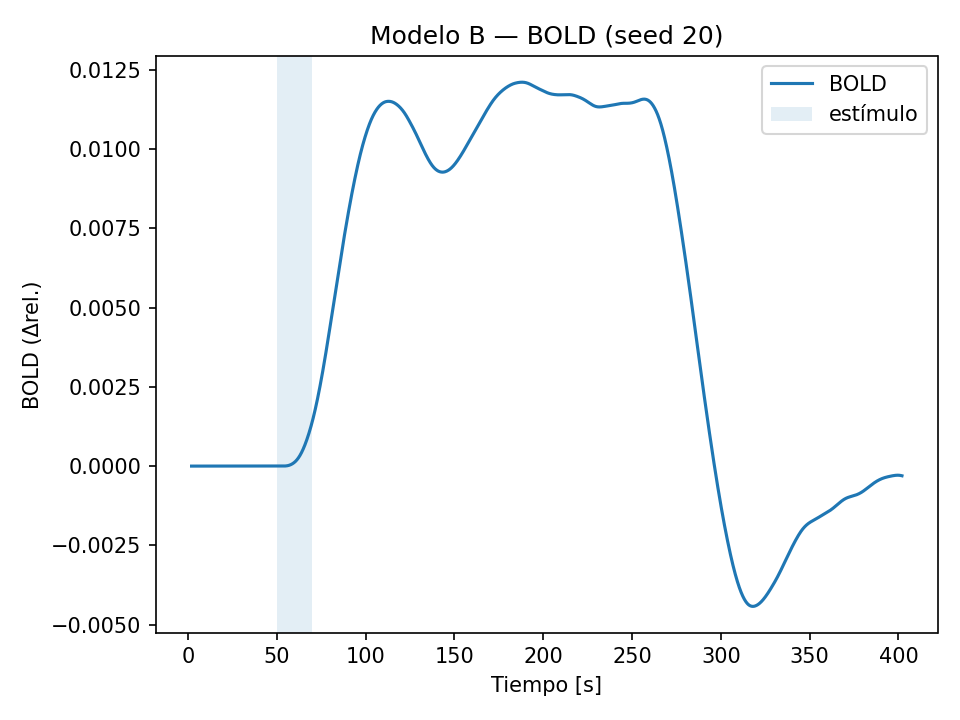 Modelo B — BOLD (seed 20)
BOLD
estímulo
0.0125
0.0100
0.0075
0.0050
0.0025
0.0000
−0.0025
−0.0050
BOLD (Δrel.)
0 50 100 150 200 250 300 350 400
Tiempo [s]